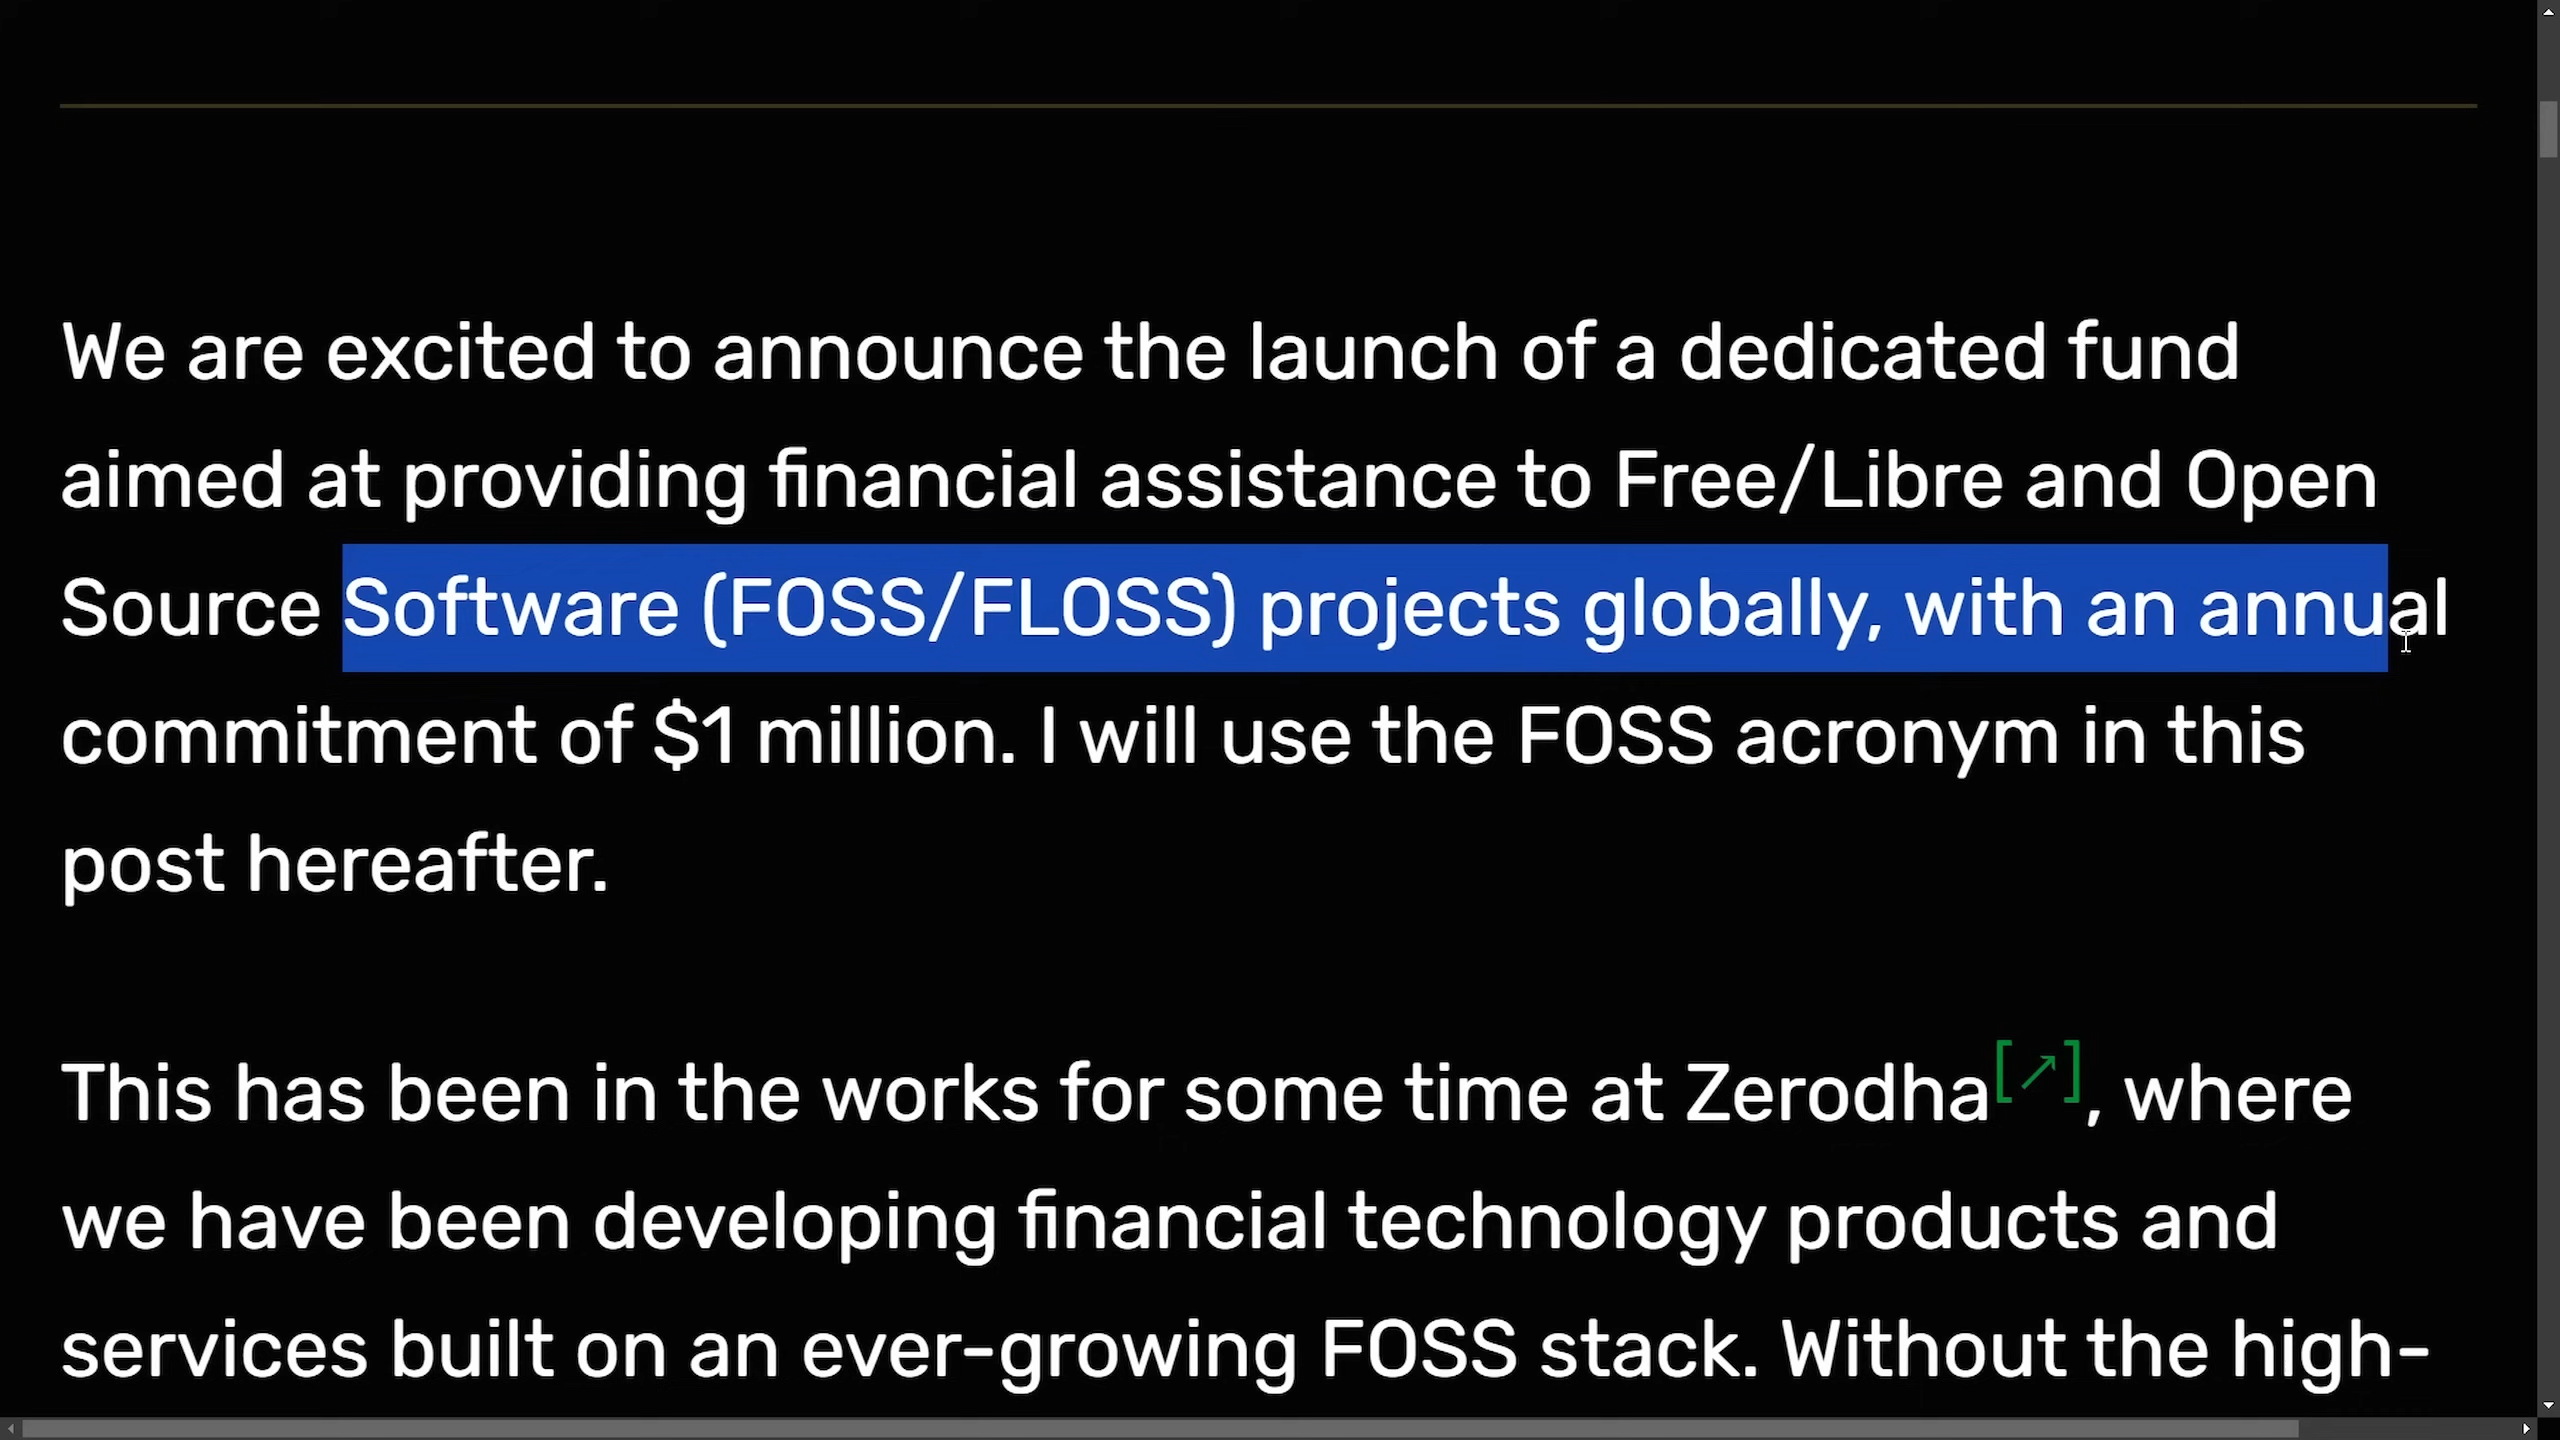 We are excited to announce the launch of a dedicated fund
aimed at providing financial assistance to Free/Libre and Open
Source Software (FOSS/FLOSS) projects globally, with an annual
commitment of $1 million. I will use the FOSS acronym in this
post hereafter.
This has been in the works for some time at Zerodha[↗], where
we have been developing financial technology products and
services built on an ever-growing FOSS stack. Without the high-